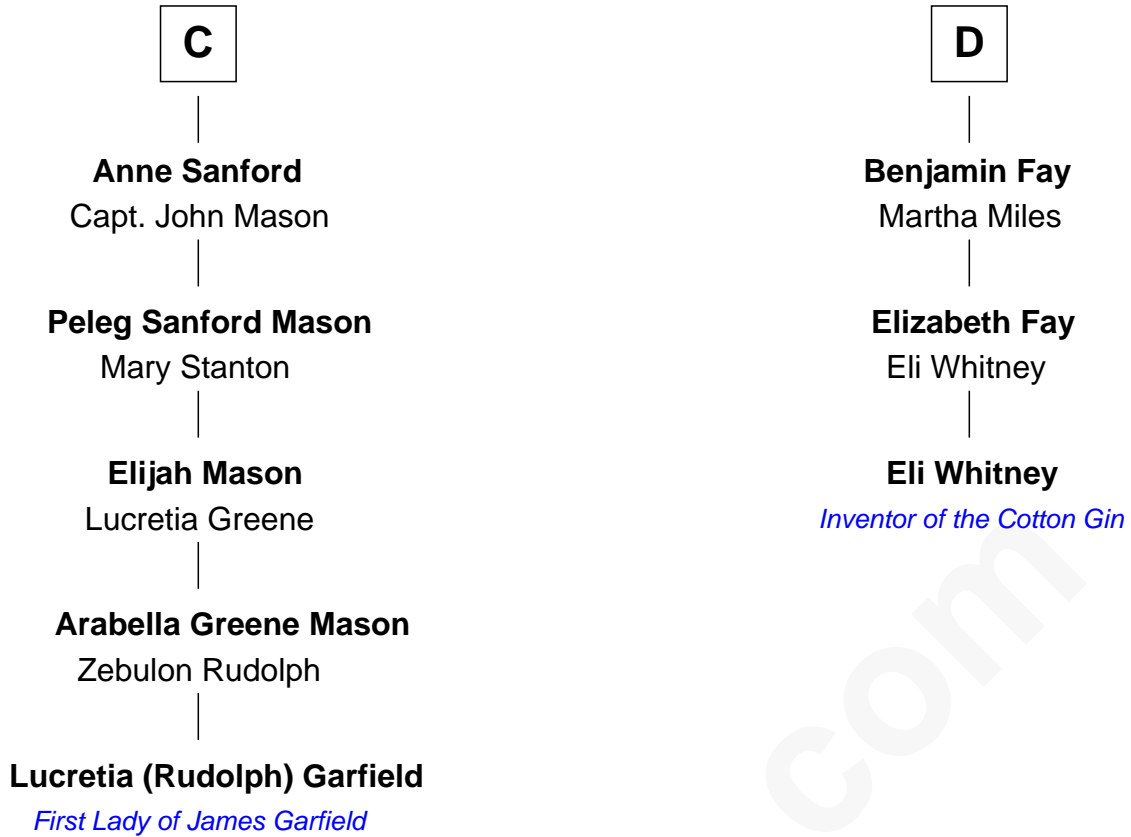 C
Anne Sanford
Capt. John Mason
Peleg Sanford Mason
Mary Stanton
Elijah Mason
Lucretia Greene
Arabella Greene Mason
Zebulon Rudolph
Lucretia (Rudolph) Garfield
First Lady of James Garfield
D
Benjamin Fay
Martha Miles
Elizabeth Fay
Eli Whitney
Eli Whitney
Inventor of the Cotton Gin
com